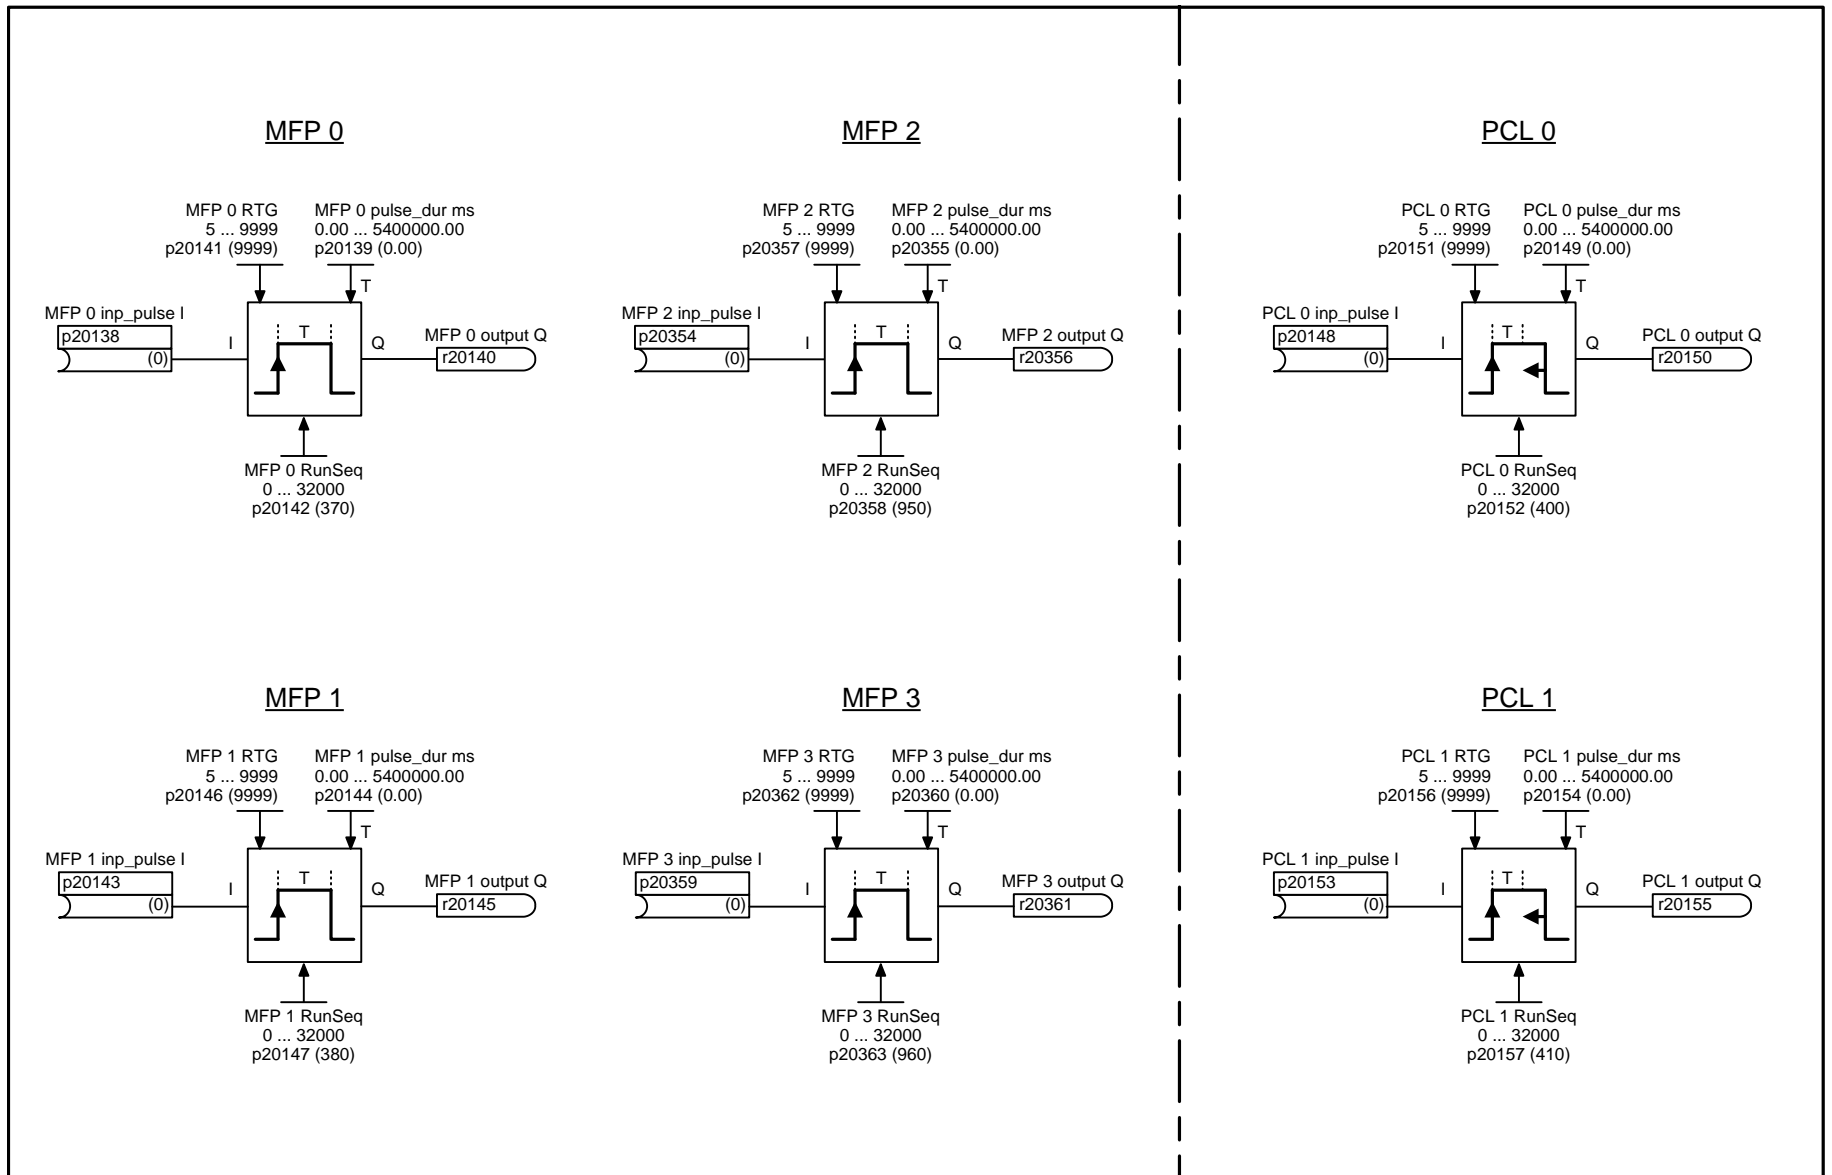 MFP 0
MFP 0 RTG
5 ... 9999
p20141 (9999)
MFP 0 pulse_dur ms
0.00 ... 5400000.00
p20139 (0.00)
T
MFP 0 inp_pulse I
p20138
(0)
I
T
Q
MFP 0 output Q
r20140
MFP 0 RunSeq
0 ... 32000
p20142 (370)
MFP 2
MFP 2 RTG
5 ... 9999
p20357 (9999)
MFP 2 pulse_dur ms
0.00 ... 5400000.00
p20355 (0.00)
T
MFP 2 inp_pulse I
p20354
(0)
I
T
Q
MFP 2 output Q
r20356
MFP 2 RunSeq
0 ... 32000
p20358 (950)
PCL 0
PCL 0 RTG
5 ... 9999
p20151 (9999)
PCL 0 pulse_dur ms
0.00 ... 5400000.00
p20149 (0.00)
T
PCL 0 inp_pulse I
p20148
(0)
I
T
Q
PCL 0 output Q
r20150
PCL 0 RunSeq
0 ... 32000
p20152 (400)
MFP 1
MFP 1 RTG
5 ... 9999
p20146 (9999)
MFP 1 pulse_dur ms
0.00 ... 5400000.00
p20144 (0.00)
T
MFP 1 inp_pulse I
p20143
(0)
I
T
Q
MFP 1 output Q
r20145
MFP 1 RunSeq
0 ... 32000
p20147 (380)
MFP 3
MFP 3 RTG
5 ... 9999
p20362 (9999)
MFP 3 pulse_dur ms
0.00 ... 5400000.00
p20360 (0.00)
T
MFP 3 inp_pulse I
p20359
(0)
I
T
Q
MFP 3 output Q
r20361
MFP 3 RunSeq
0 ... 32000
p20363 (960)
PCL 1
PCL 1 RTG
5 ... 9999
p20156 (9999)
PCL 1 pulse_dur ms
0.00 ... 5400000.00
p20154 (0.00)
T
PCL 1 inp_pulse I
p20153
(0)
I
T
Q
PCL 1 output Q
r20155
PCL 1 RunSeq
0 ... 32000
p20157 (410)